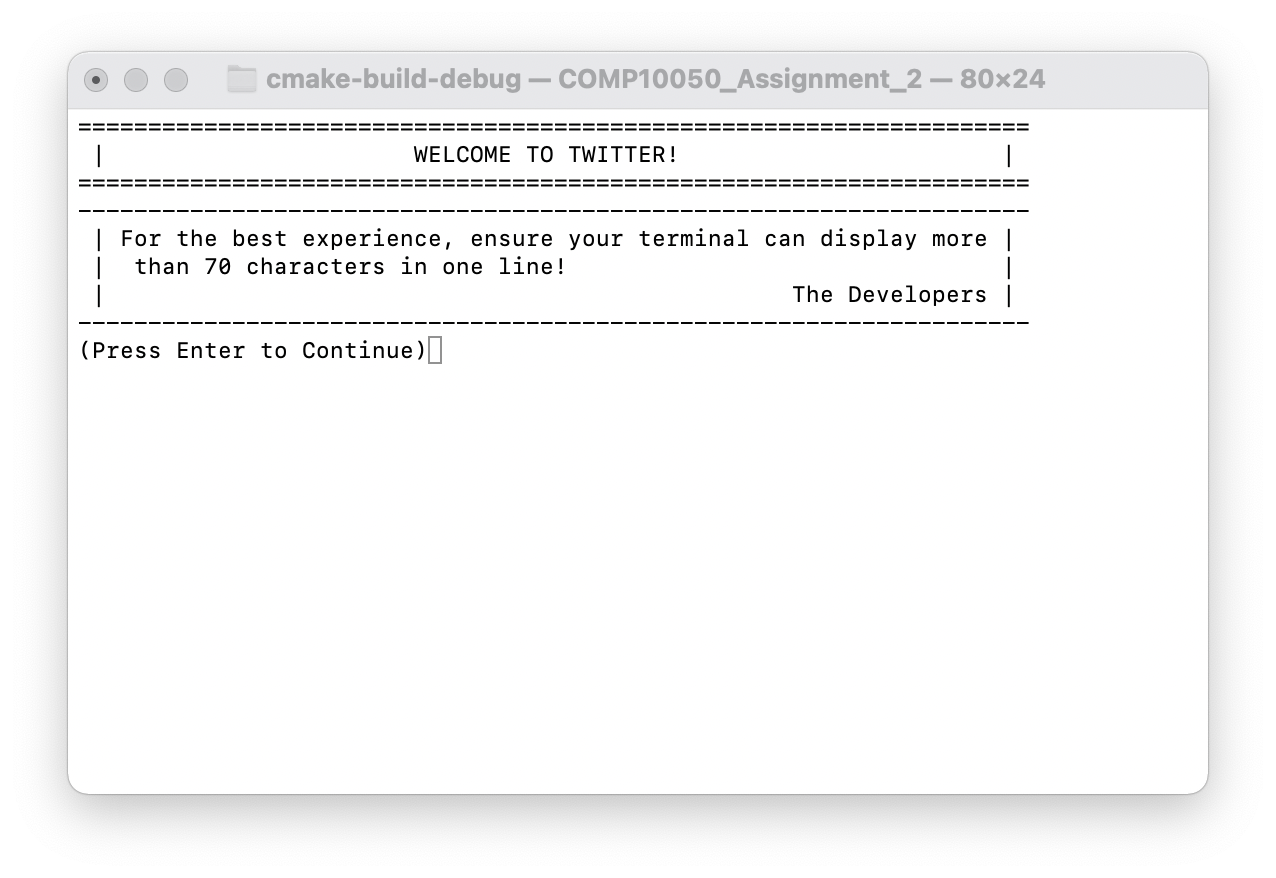 cmake-build-debug — COMP10050_Assignment_2 — 80×24
====================================================================
 |                      WELCOME TO TWITTER!                       |
====================================================================
--------------------------------------------------------------------
 | For the best experience, ensure your terminal can display more |
 |  than 70 characters in one line!                               |
 |                                                 The Developers |
--------------------------------------------------------------------
(Press Enter to Continue)